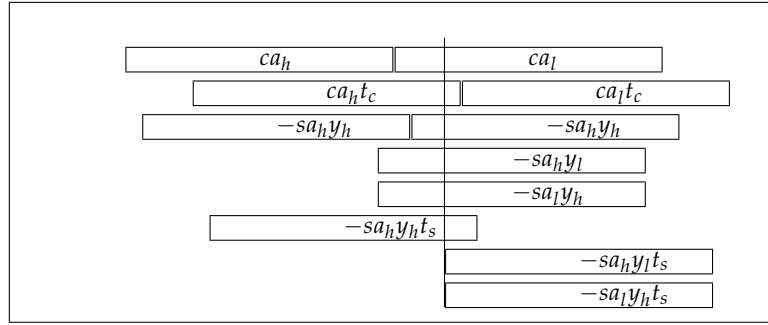 ca_h ca_l
ca_h t_c ca_l t_c
−sa_h y_h −sa_h y_h
−sa_h y_l
−sa_l y_h
−sa_h y_h t_s
−sa_h y_l t_s
−sa_l y_h t_s